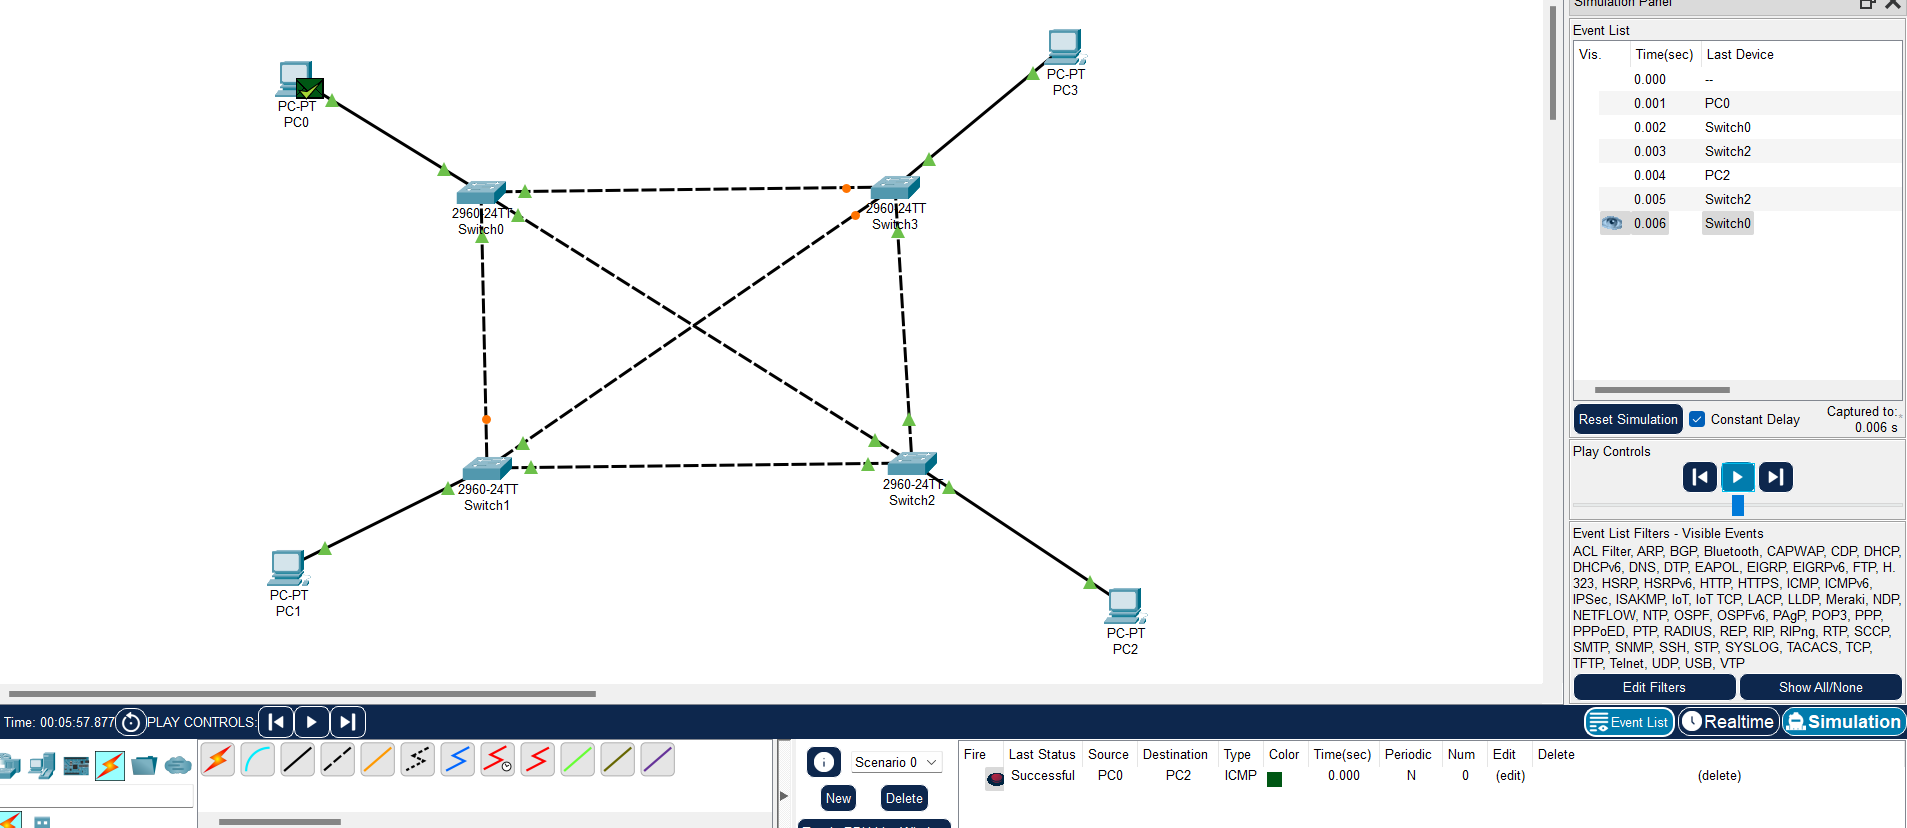 Simulation Panel
Event List
Vis. Time(sec) Last Device
0.000 --
0.001 PC0
0.002 Switch0
0.003 Switch2
0.004 PC2
0.005 Switch2
0.006 Switch0
PC-PT
PC0
PC-PT
PC3
2960-24TT
Switch0
2960-24TT
Switch3
2960-24TT
Switch1
2960-24TT
Switch2
PC-PT
PC1
PC-PT
PC2
Reset Simulation Constant Delay Captured to:
0.006 s
Play Controls
Event List Filters - Visible Events
ACL Filter, ARP, BGP, Bluetooth, CAPWAP, CDP, DHCP,
DHCPv6, DNS, DTP, EAPOL, EIGRP, EIGRPv6, FTP, H.
323, HSRP, HSRPv6, HTTP, HTTPS, ICMP, ICMPv6,
IPSec, ISAKMP, IoT, IoT TCP, LACP, LLDP, Meraki, NDP,
NETFLOW, NTP, OSPF, OSPFv6, PAgP, POP3, PPP,
PPPoED, PTP, RADIUS, REP, RIP, RIPng, RTP, SCCP,
SMTP, SNMP, SSH, STP, SYSLOG, TACACS, TCP,
TFTP, Telnet, UDP, USB, VTP
Edit Filters Show All/None
Time: 00:05:57.877 PLAY CONTROLS: Event List Realtime Simulation
Scenario 0
New Delete
Fire Last Status Source Destination Type Color Time(sec) Periodic Num Edit Delete
Successful PC0 PC2 ICMP 0.000 N 0 (edit) (delete)